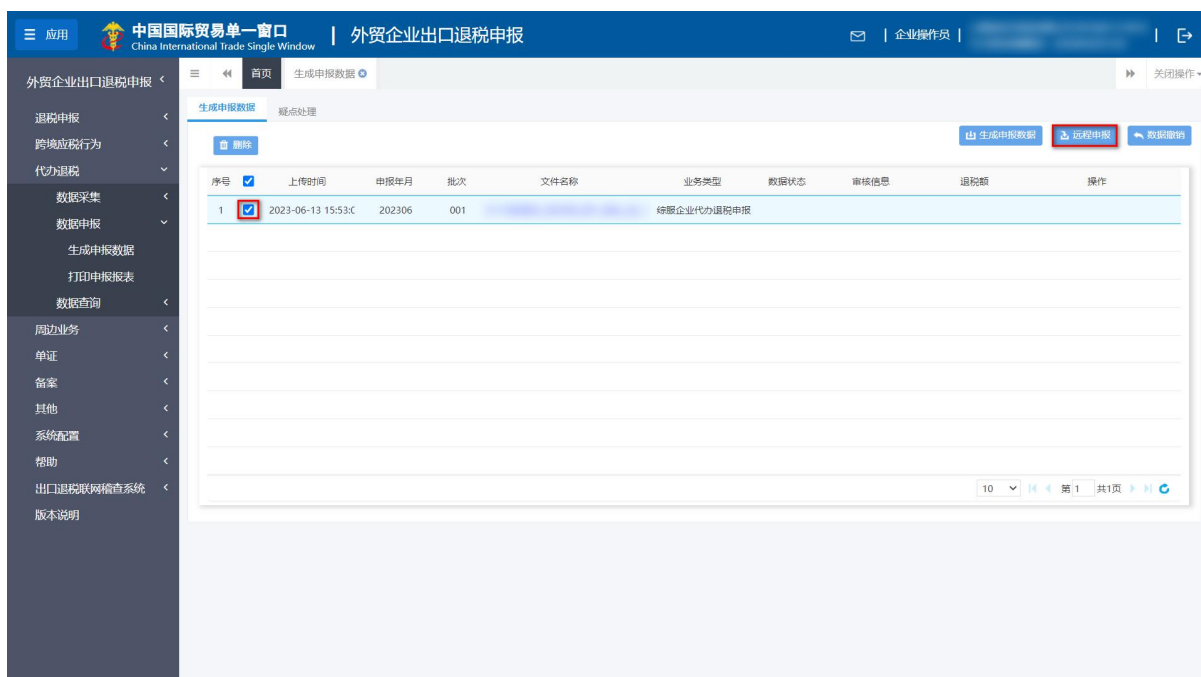 应用
中国国际贸易单一窗口
China International Trade Single Window
外贸企业出口退税申报
企业操作员
外贸企业出口退税申报
退税申报
跨境应税行为
代办退税
数据采集
数据申报
生成申报数据
打印申报报表
数据查询
周边业务
单证
备案
其他
系统配置
帮助
出口退税联网稽查系统
版本说明
首页
生成申报数据
关闭操作
生成申报数据
疑点处理
删除
生成申报数据
远程申报
数据撤销
序号 上传时间 申报年月 批次 文件名称 业务类型 数据状态 审核信息 退税额 操作
1 2023-06-13 15:53:0 202306 001 综服企业代办退税申报
10 第 1 共1页